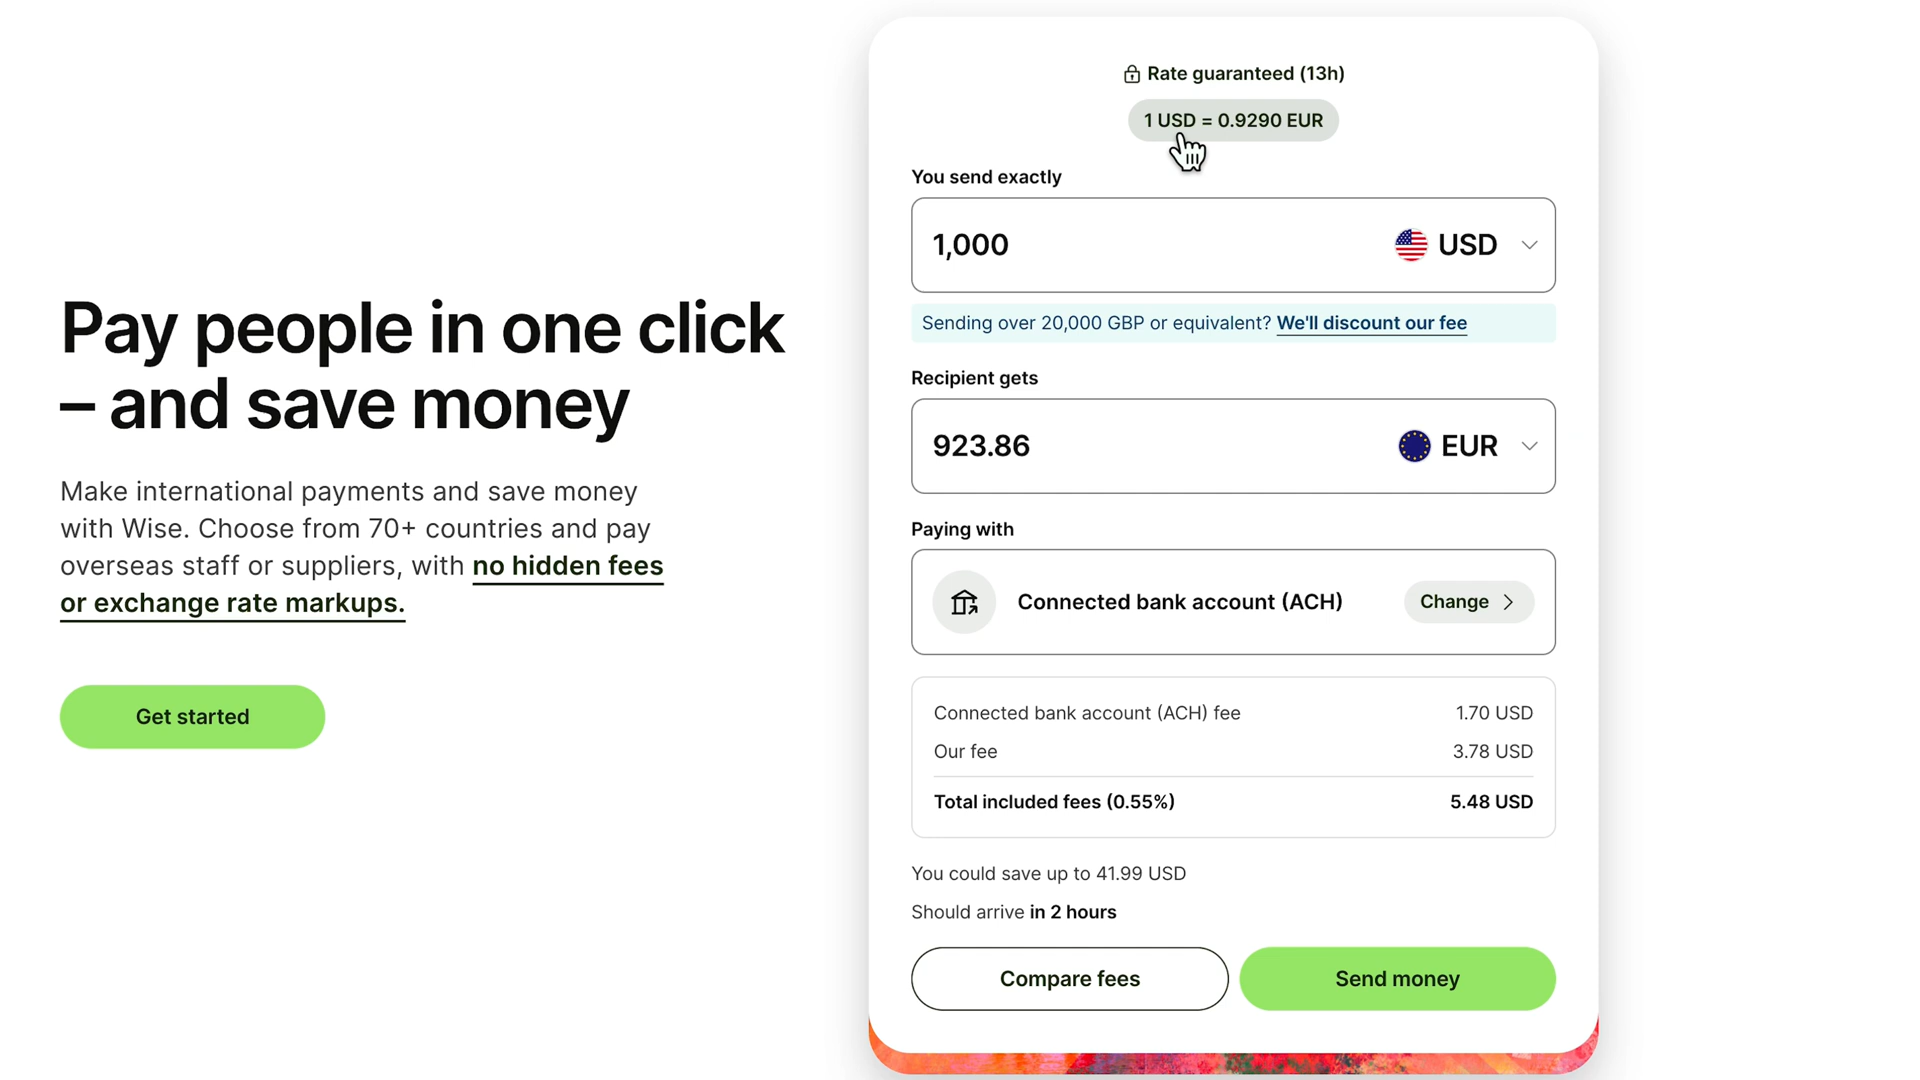 Pay people in one click
– and save money
Make international payments and save money
with Wise. Choose from 70+ countries and pay
overseas staff or suppliers, with no hidden fees
or exchange rate markups.
Get started
Rate guaranteed (13h)
1 USD = 0.9290 EUR
You send exactly
1,000 USD
Sending over 20,000 GBP or equivalent? We'll discount our fee
Recipient gets
923.86 EUR
Paying with
Connected bank account (ACH) Change
Connected bank account (ACH) fee 1.70 USD
Our fee 3.78 USD
Total included fees (0.55%) 5.48 USD
You could save up to 41.99 USD
Should arrive in 2 hours
Compare fees Send money